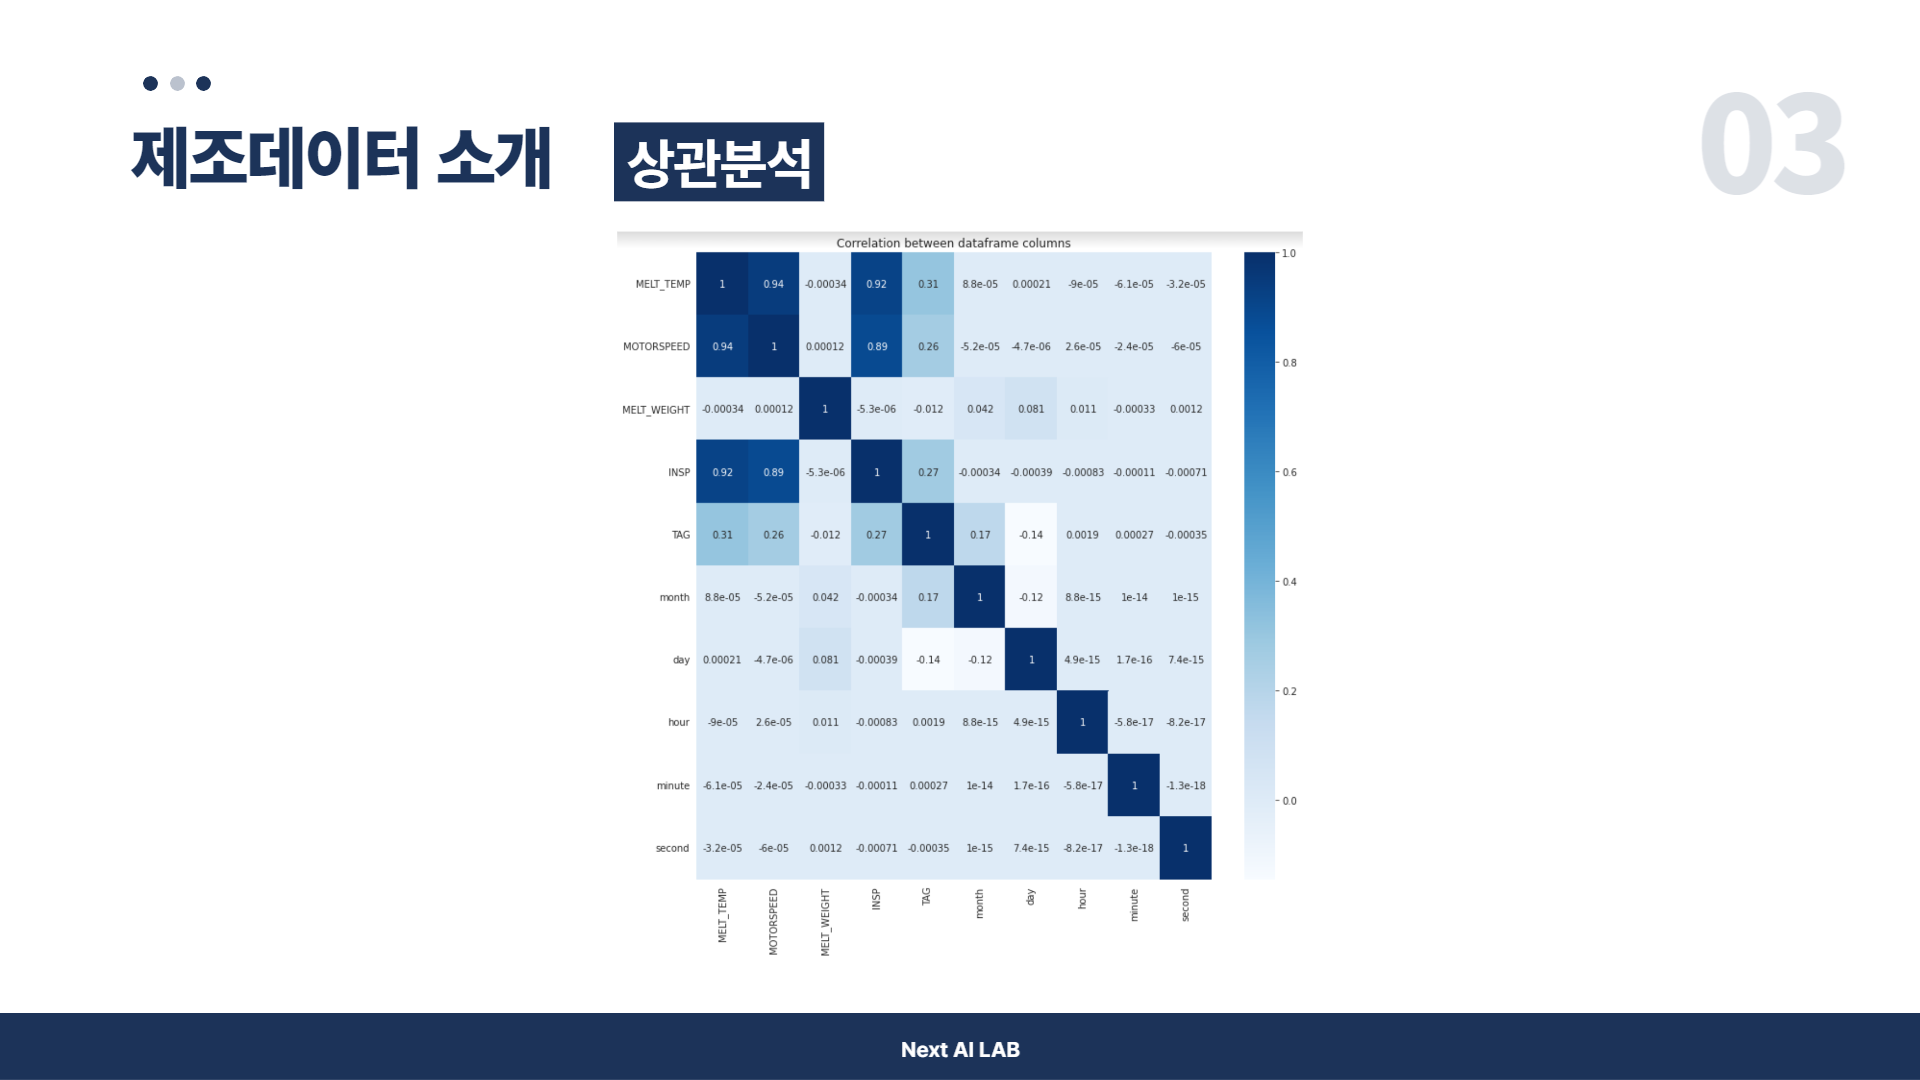 제조데이터 소개
상관분석
03
Correlation between dataframe columns
MELT_TEMP 1 0.94 -0.00034 0.92 0.31 8.8e-05 0.00021 -9e-05 -6.1e-05 -3.2e-05
MOTORSPEED 0.94 1 0.00012 0.89 0.26 -5.2e-05 -4.7e-06 2.6e-05 -2.4e-05 -6e-05
MELT_WEIGHT -0.00034 0.00012 1 -5.3e-06 -0.012 0.042 0.081 0.011 -0.00033 0.0012
INSP 0.92 0.89 -5.3e-06 1 0.27 -0.00034 -0.00039 -0.00083 -0.00011 -0.00071
TAG 0.31 0.26 -0.012 0.27 1 0.17 -0.14 0.0019 0.00027 -0.00035
month 8.8e-05 -5.2e-05 0.042 -0.00034 0.17 1 -0.12 8.8e-15 1e-14 1e-15
day 0.00021 -4.7e-06 0.081 -0.00039 -0.14 -0.12 1 4.9e-15 1.7e-16 7.4e-15
hour -9e-05 2.6e-05 0.011 -0.00083 0.0019 8.8e-15 4.9e-15 1 -5.8e-17 -8.2e-17
minute -6.1e-05 -2.4e-05 -0.00033 -0.00011 0.00027 1e-14 1.7e-16 -5.8e-17 1 -1.3e-18
second -3.2e-05 -6e-05 0.0012 -0.00071 -0.00035 1e-15 7.4e-15 -8.2e-17 -1.3e-18 1
MELT_TEMP MOTORSPEED MELT_WEIGHT INSP TAG month day hour minute second
1.0
0.8
0.6
0.4
0.2
0.0
Next AI LAB